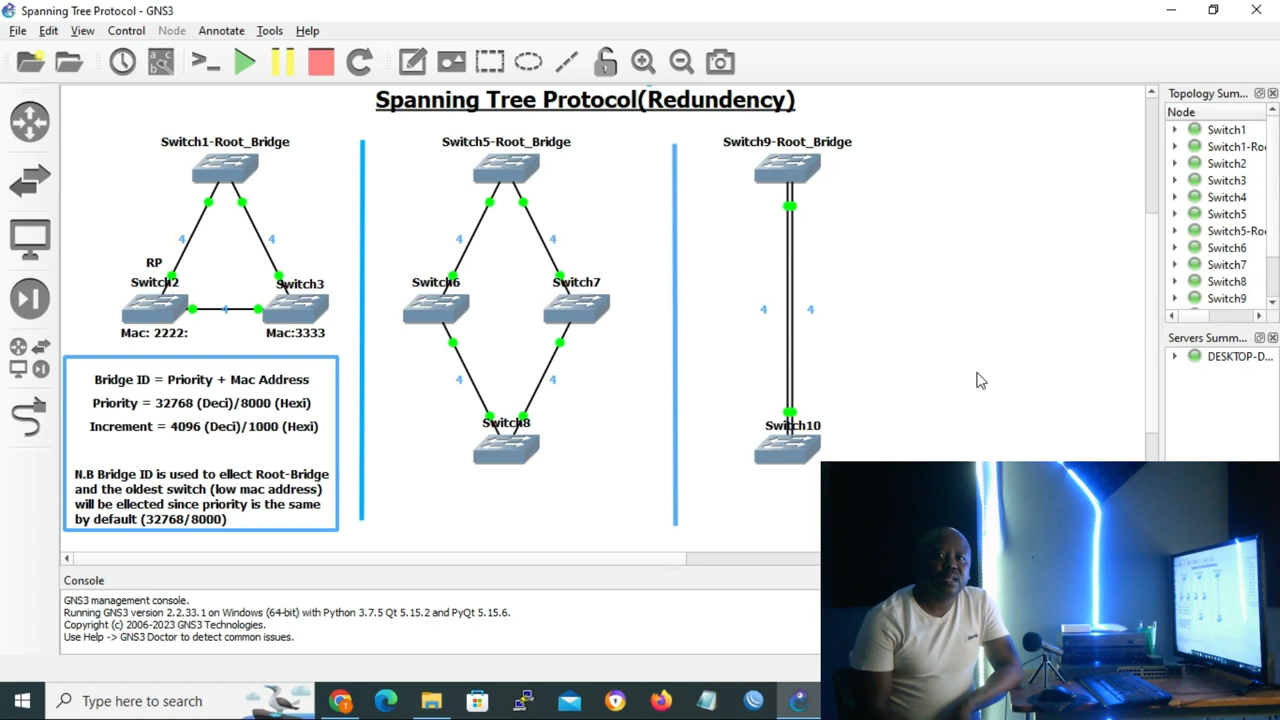 Spanning Tree Protocol - GNS3
File Edit View Control Node Annotate Tools Help
Spanning Tree Protocol(Redundency)
Switch1-Root_Bridge
4
4
RP
Switch2
Switch3
4
Mac: 2222:
Mac:3333
Bridge ID = Priority + Mac Address
Priority = 32768 (Deci)/8000 (Hexi)
Increment = 4096 (Deci)/1000 (Hexi)
N.B Bridge ID is used to ellect Root-Bridge
and the oldest switch (low mac address)
will be ellected since priority is the same
by default (32768/8000)
Switch5-Root_Bridge
4
4
Switch6
Switch7
4
4
Switch8
Switch9-Root_Bridge
4
4
Switch10
Topology Summ...
Node
Switch1
Switch1-Ro
Switch2
Switch3
Switch4
Switch5
Switch5-Ro
Switch6
Switch7
Switch8
Switch9
Servers Summ...
DESKTOP-D...
Console
GNS3 management console.
Running GNS3 version 2.2.33.1 on Windows (64-bit) with Python 3.7.5 Qt 5.15.2 and PyQt 5.15.6.
Copyright (c) 2006-2023 GNS3 Technologies.
Use Help -> GNS3 Doctor to detect common issues.
Type here to search